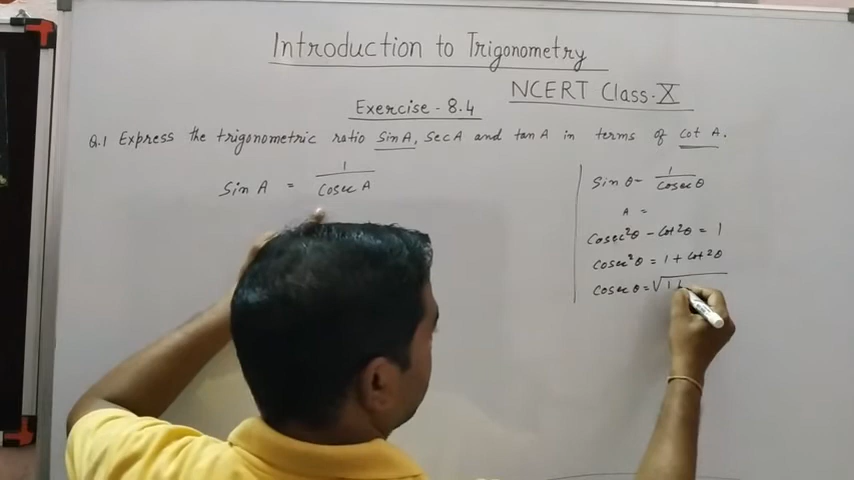 Introduction to Trigonometry
NCERT Class-X
Exercise - 8.4
Q.1 Express the trigonometric ratio Sin A, Sec A and tan A in terms of Cot A.
Sin A = 1/Cosec A
Sin θ - 1/Cosec θ
A =
Cosec²θ - Cot²θ = 1
Cosec²θ = 1 + Cot²θ
Cosec θ = √1